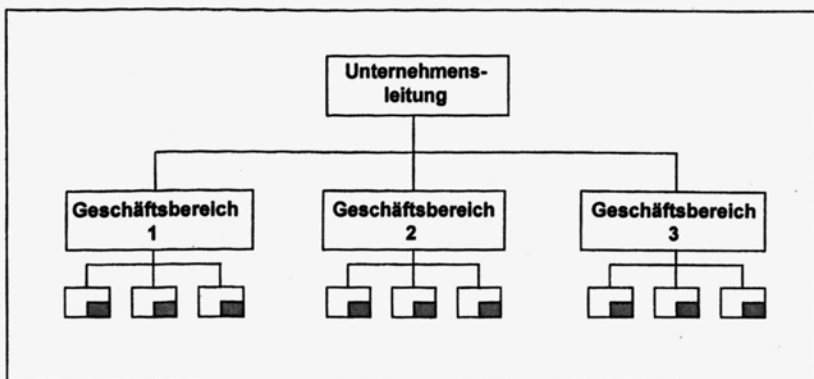 Unternehmens-
leitung
Geschäftsbereich
1
Geschäftsbereich
2
Geschäftsbereich
3